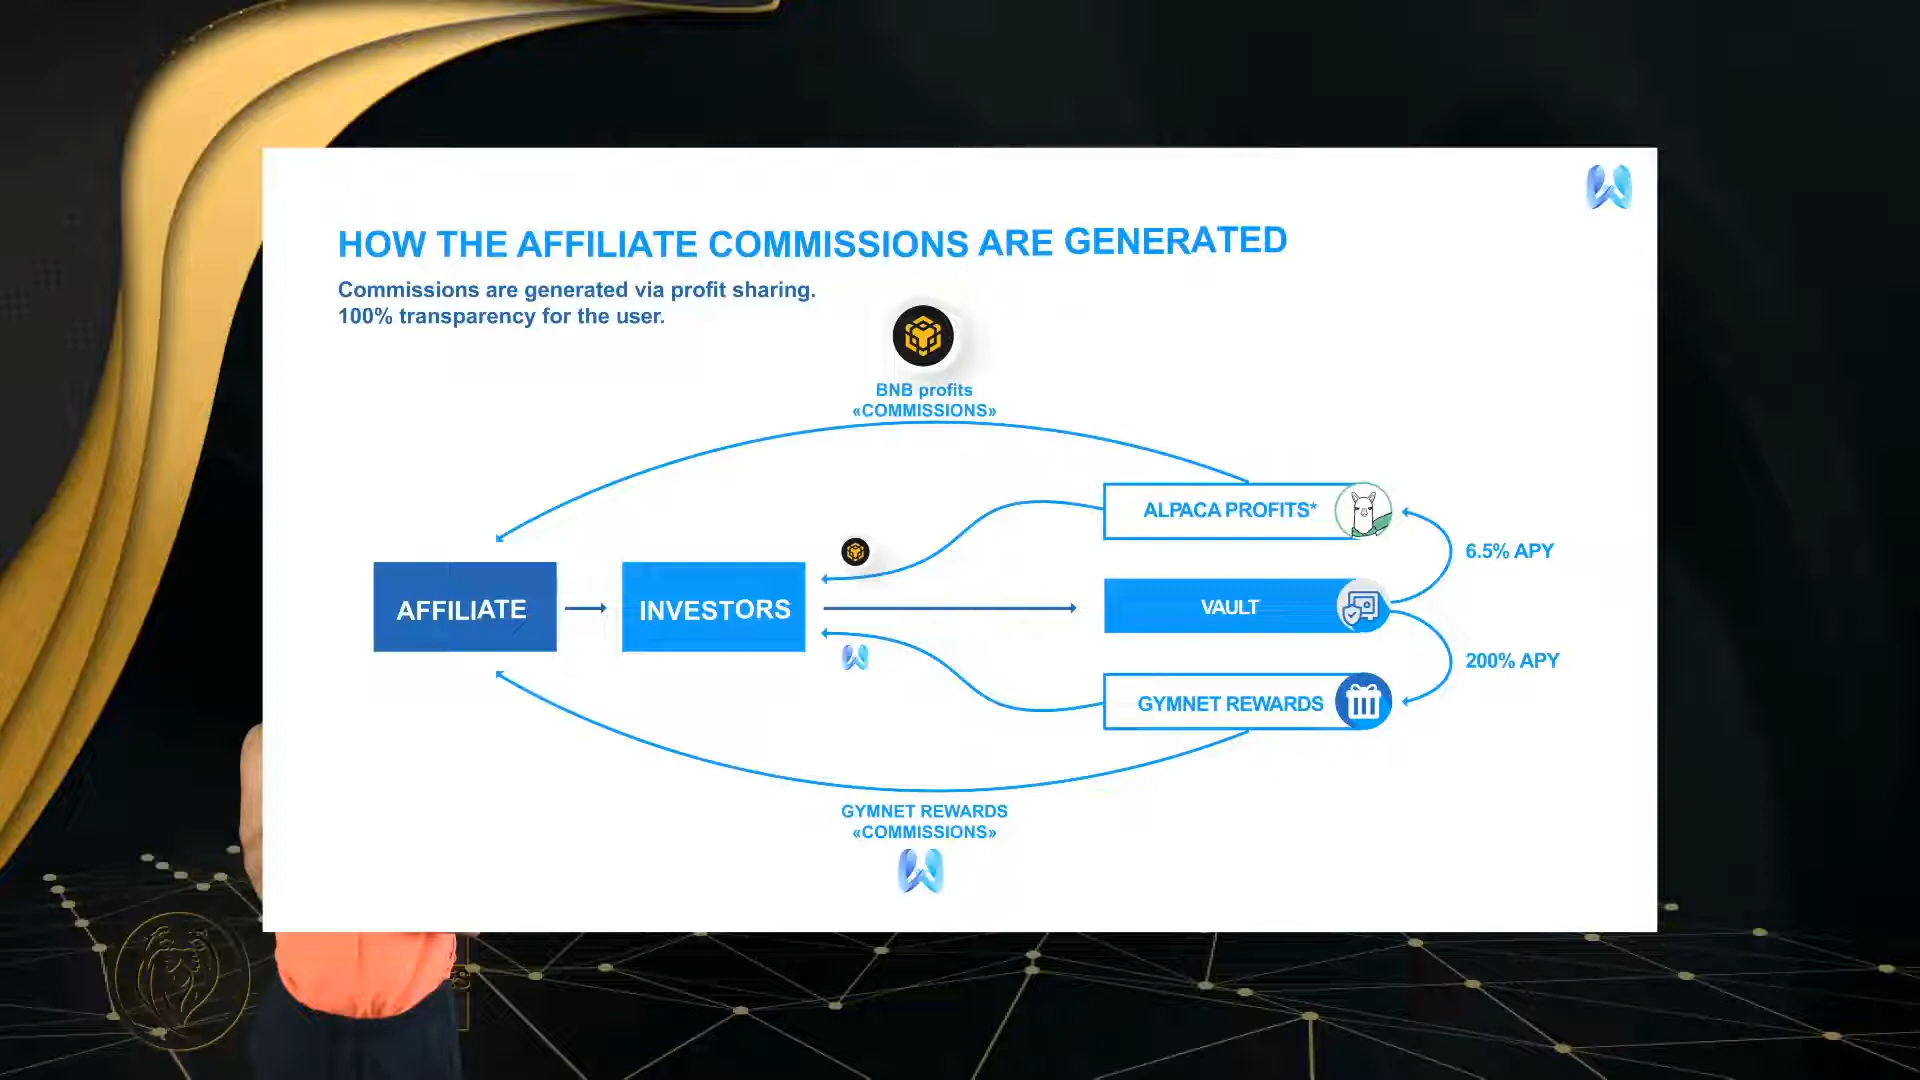 HOW THE AFFILIATE COMMISSIONS ARE GENERATED
Commissions are generated via profit sharing.
100% transparency for the user.
BNB profits
«COMMISSIONS»
ALPACA PROFITS*
6.5% APY
AFFILIATE
INVESTORS
VAULT
200% APY
GYMNET REWARDS
GYMNET REWARDS
«COMMISSIONS»